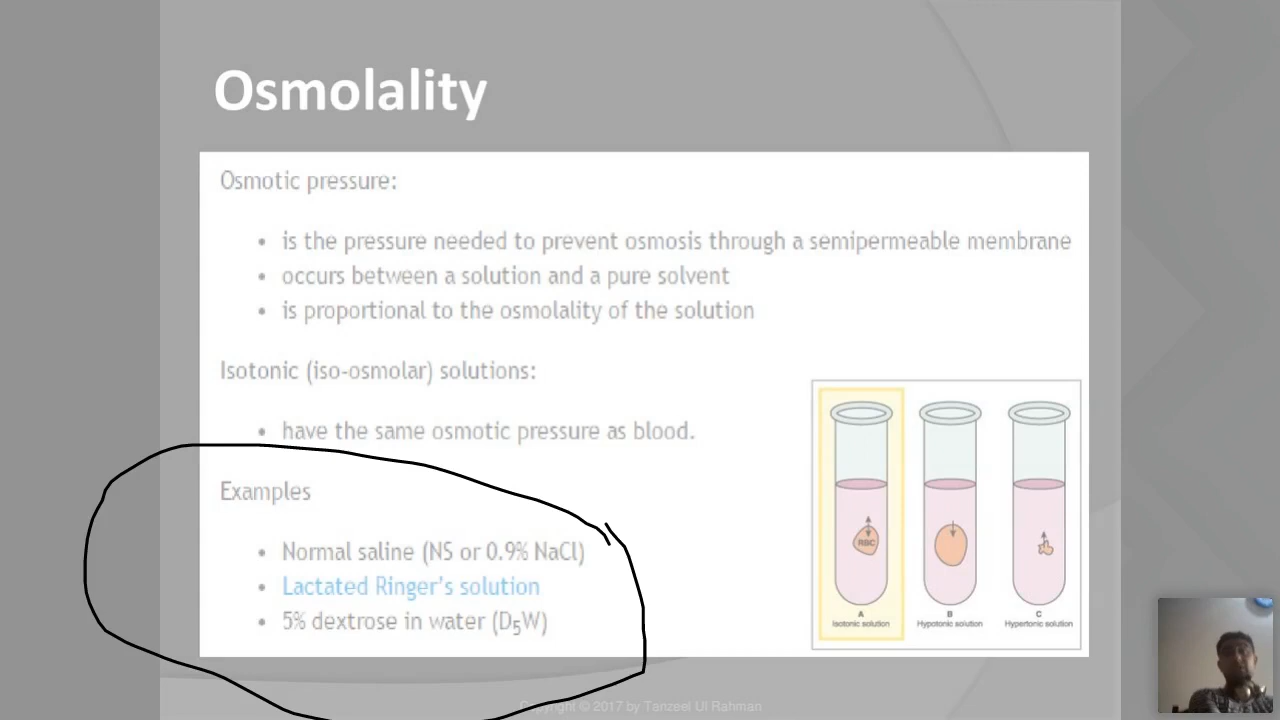 Osmolality
Osmotic pressure:
• is the pressure needed to prevent osmosis through a semipermeable membrane
• occurs between a solution and a pure solvent
• is proportional to the osmolality of the solution
Isotonic (iso-osmolar) solutions:
• have the same osmotic pressure as blood.
Examples
• Normal saline (NS or 0.9% NaCl)
• Lactated Ringer's solution
• 5% dextrose in water (D₅W)
RBC
A
Isotonic solution
B
Hypotonic solution
C
Hypertonic solution
Copyright © 2017 by Tanzeel Ul Rahman